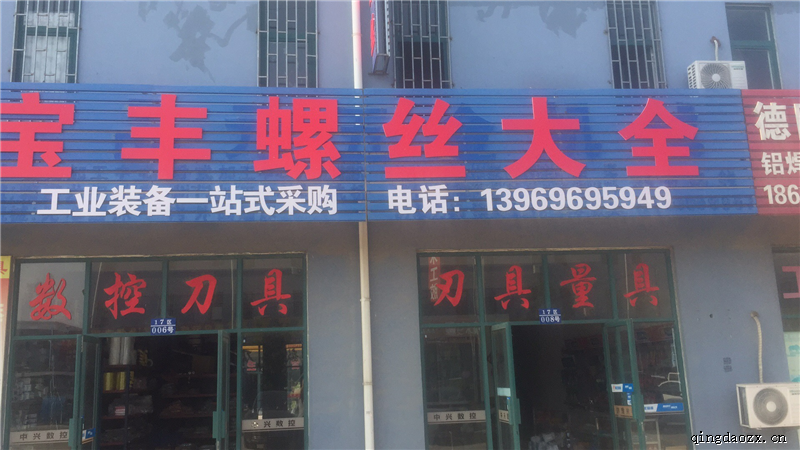 宝丰螺丝大全
工业装备一站式采购 电话：13969695949
德
铝焊
186
数控刀具
17区
006号
刃具量具
17区
008号
中兴数控
兴数控
中兴数控
qingdaozx.cn